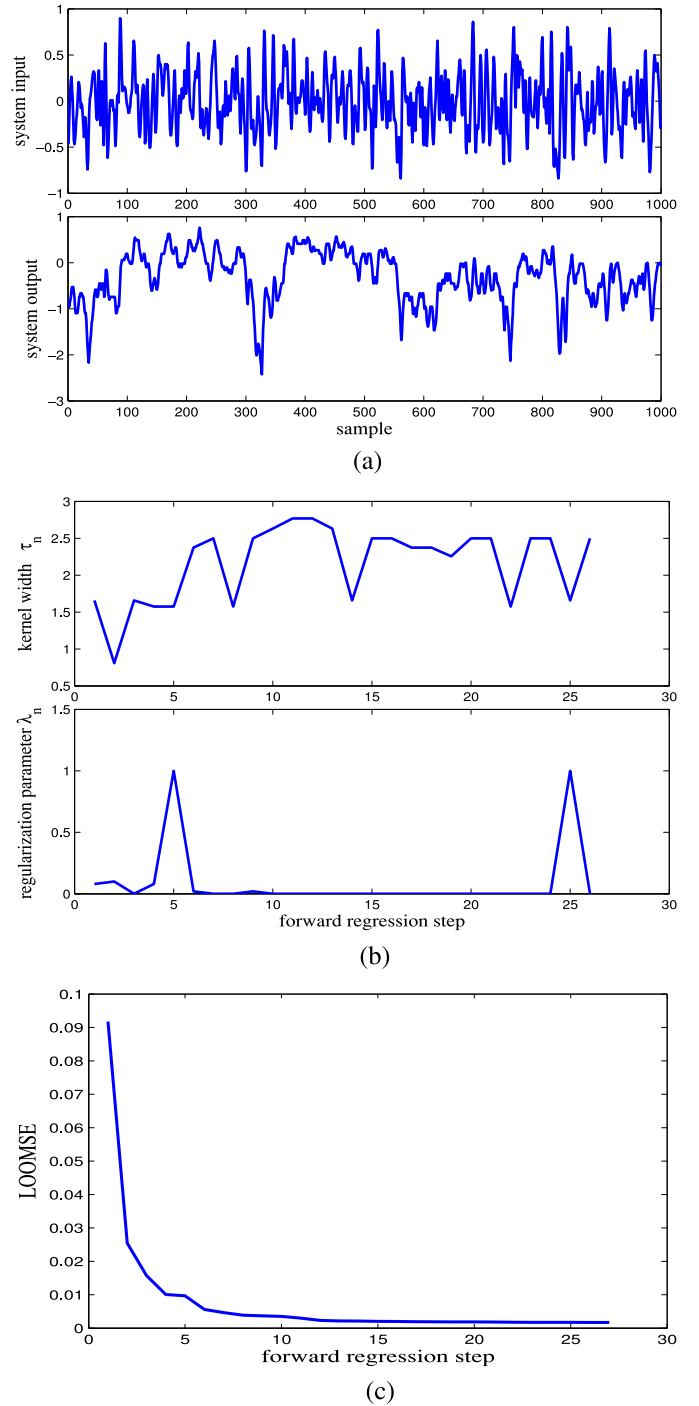 1
0.5
0
−0.5
−1
system input
0 100 200 300 400 500 600 700 800 900 1000
1
0
−1
−2
−3
system output
0 100 200 300 400 500 600 700 800 900 1000
sample
(a)
3
2.5
2
1.5
1
0.5
kernel width τn
0 5 10 15 20 25 30
1.5
1
0.5
0
regularization parameter λn
0 5 10 15 20 25 30
forward regression step
(b)
0.1
0.09
0.08
0.07
0.06
0.05
0.04
0.03
0.02
0.01
0
LOOMSE
0 5 10 15 20 25 30
forward regression step
(c)